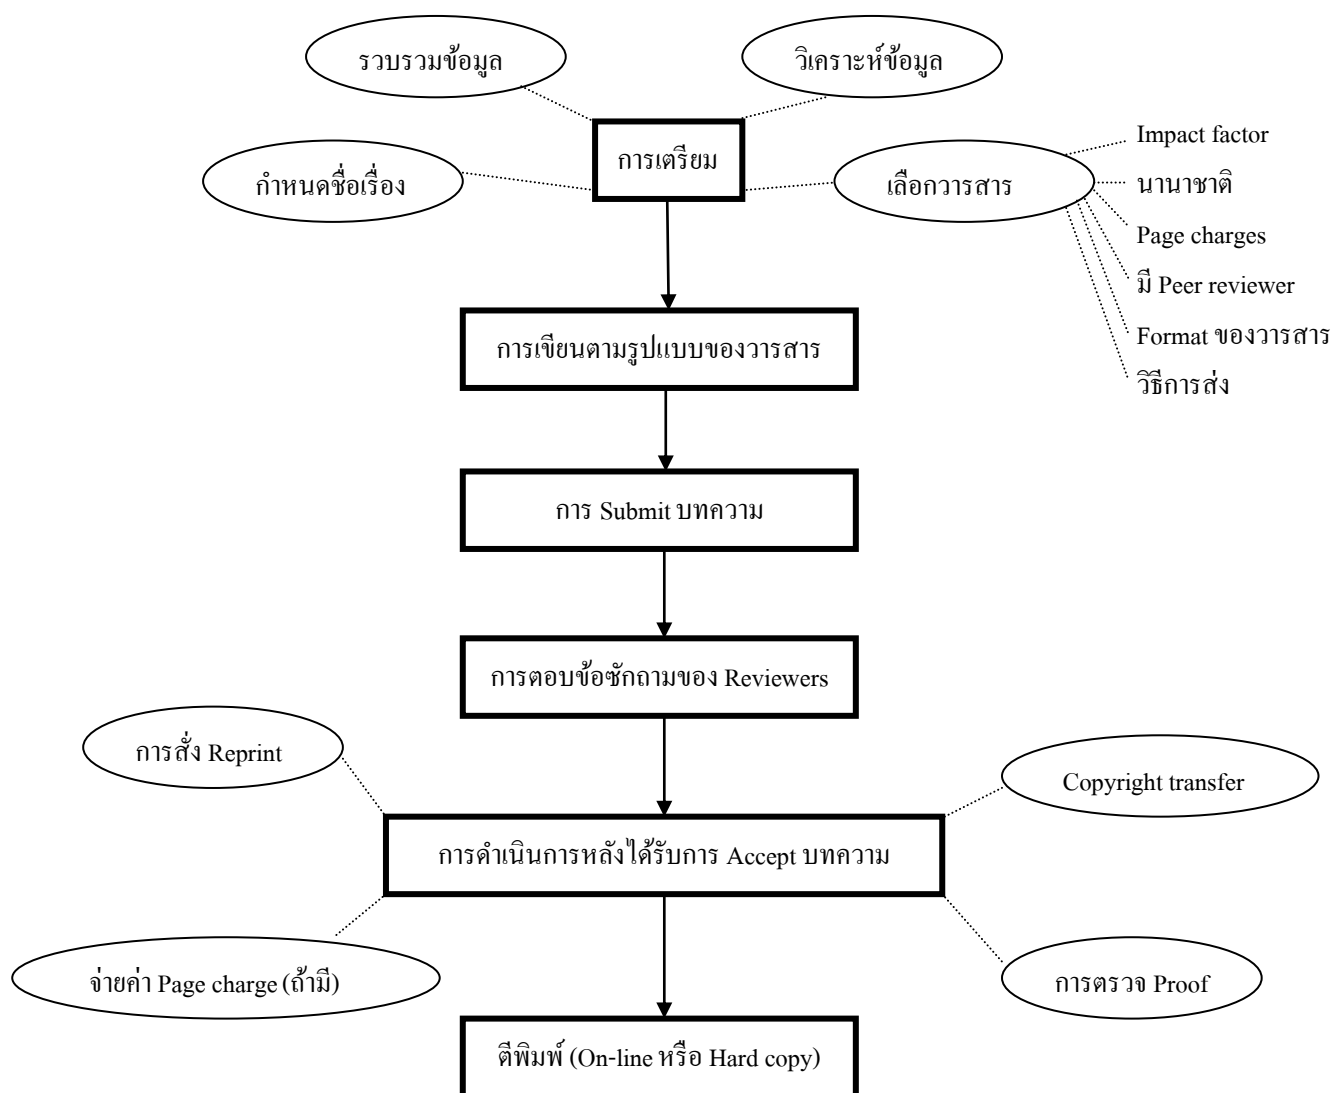 รวบรวมข้อมูล
วิเคราะห์ข้อมูล
การเตรียม
กำหนดชื่อเรื่อง
เลือกวารสาร
Impact factor
นานาชาติ
Page charges
มี Peer reviewer
Format ของวารสาร
วิธีการส่ง
การเขียนตามรูปแบบของวารสาร
การ Submit บทความ
การตอบข้อซักถามของ Reviewers
การสั่ง Reprint
Copyright transfer
การดำเนินการหลังได้รับการ Accept บทความ
จ่ายค่า Page charge (ถ้ามี)
การตรวจ Proof
ตีพิมพ์ (On-line หรือ Hard copy)